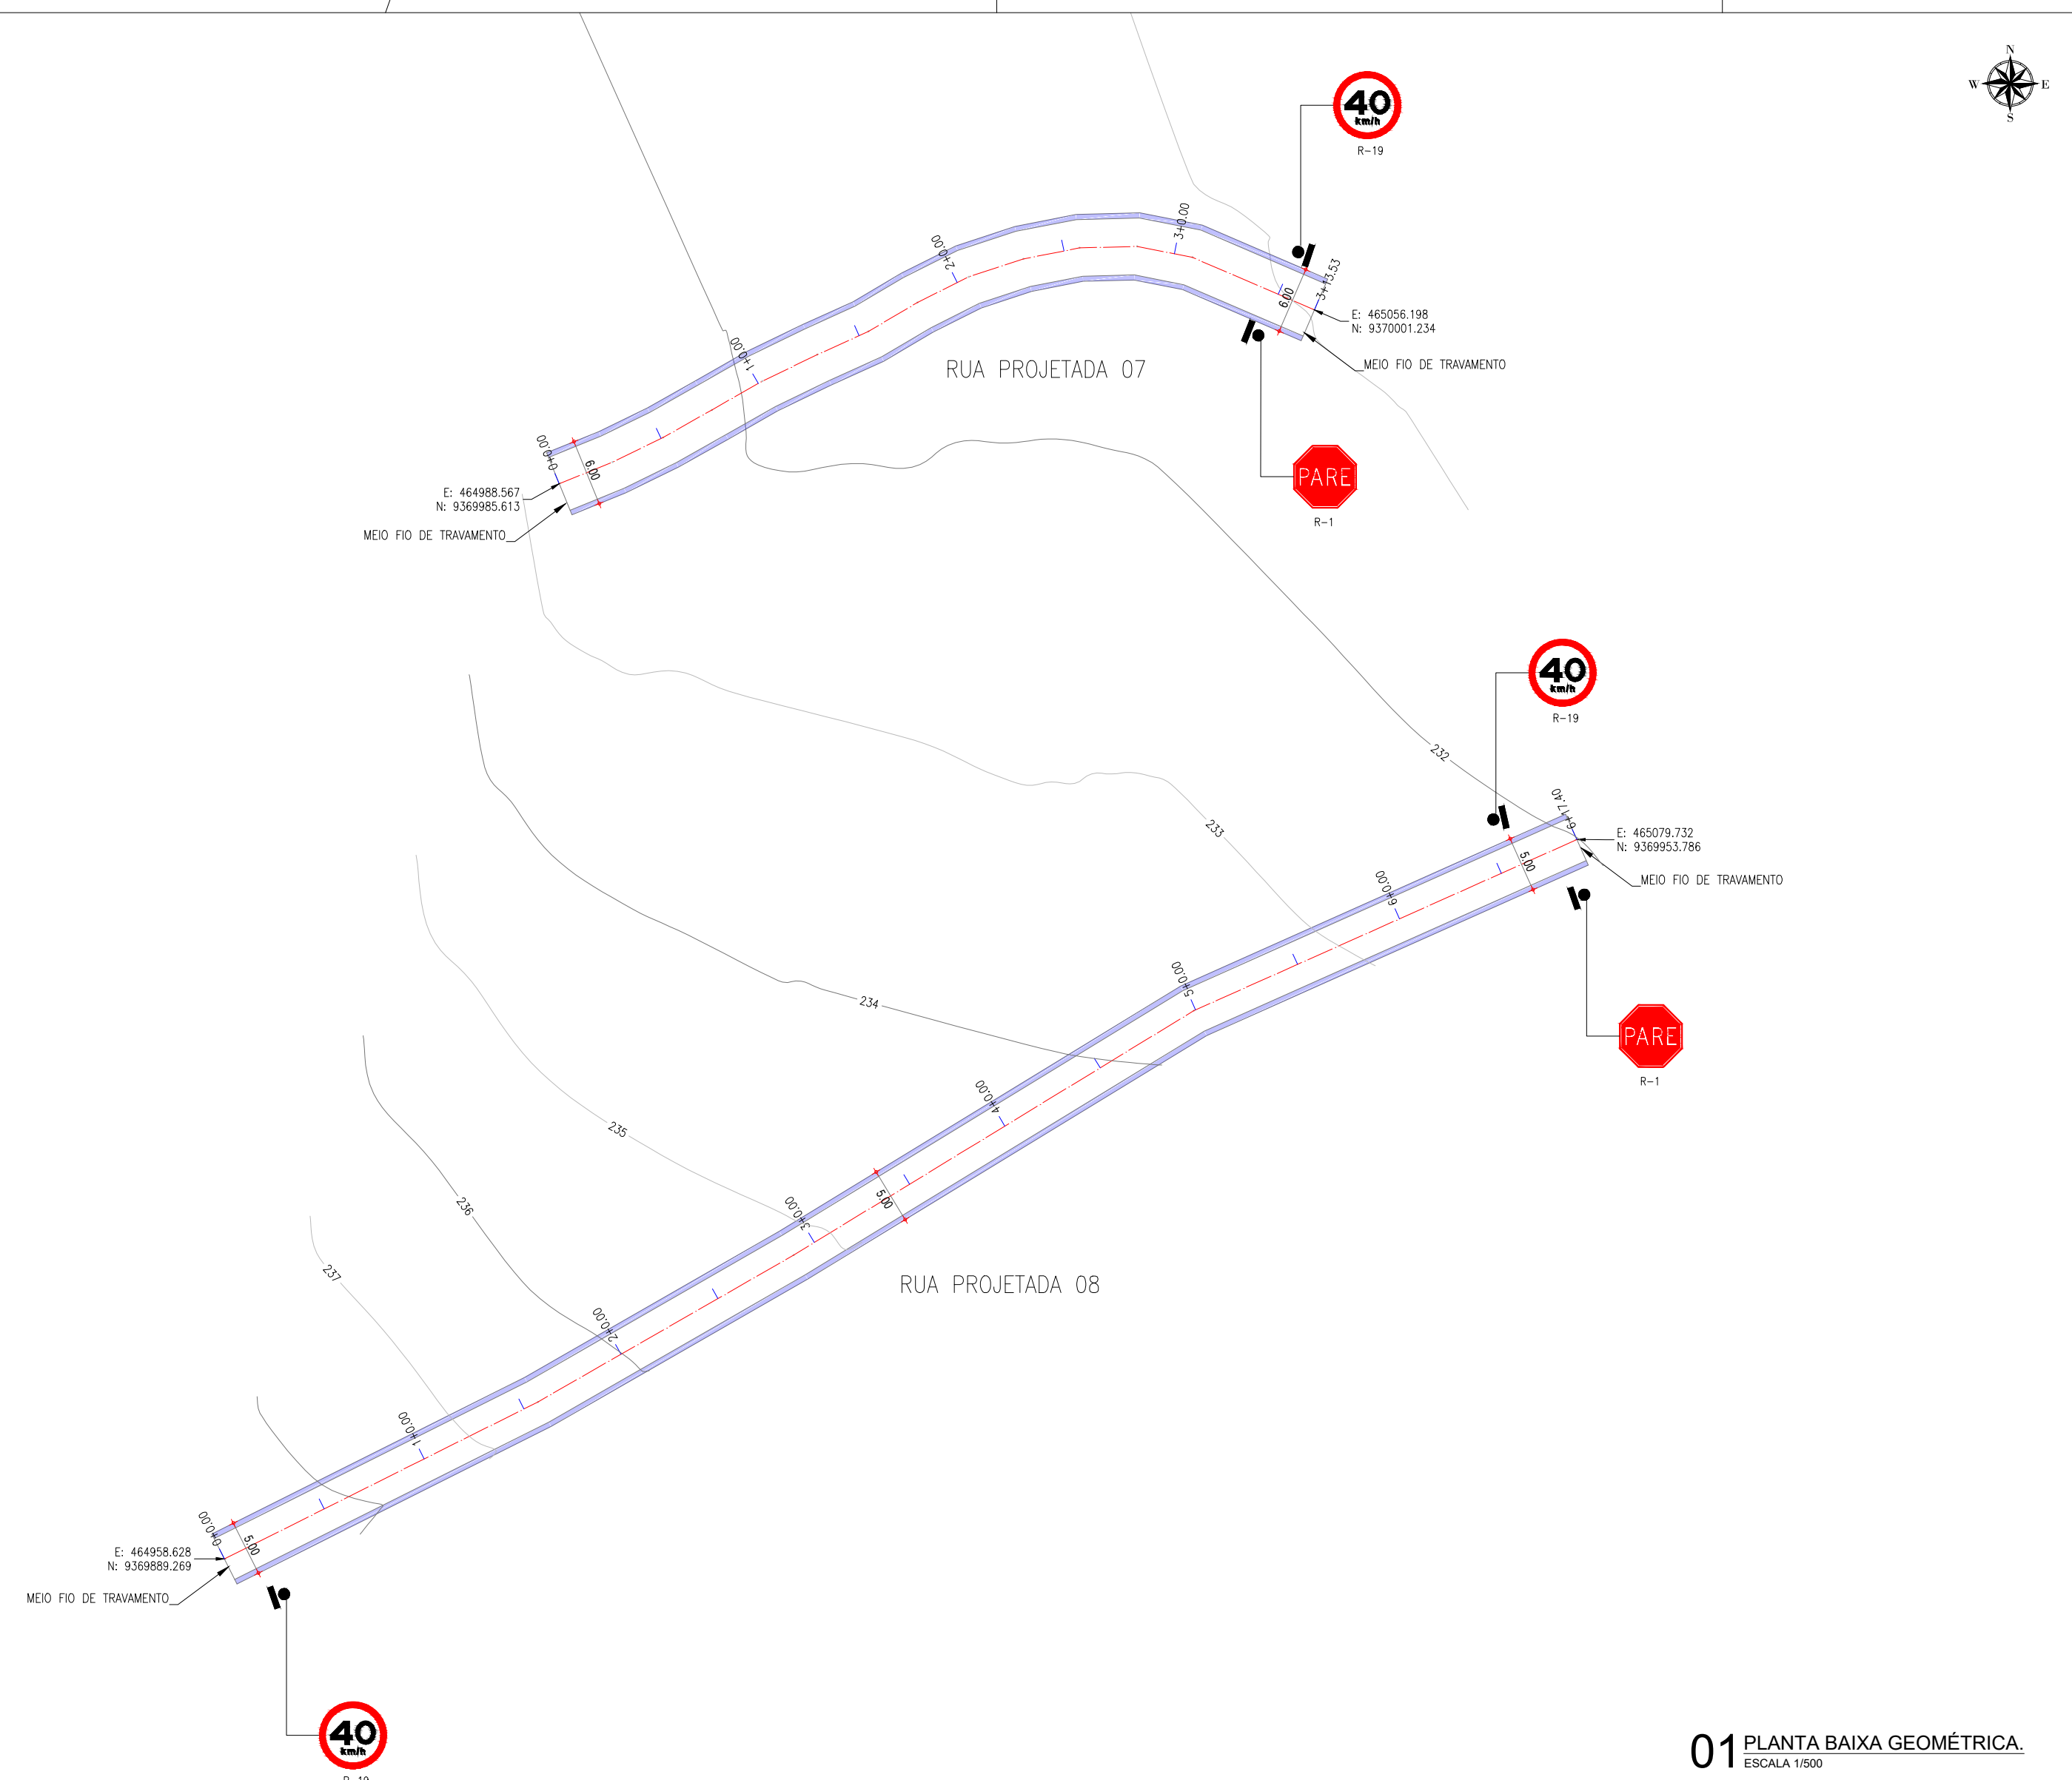 N
W
E
S
40
km/h
R-19
3+0.00
2+0.00
3+13.53
6.00
E: 465056.198
N: 9370001.234
MEIO FIO DE TRAVAMENTO
1+0.00
RUA PROJETADA 07
0+0.00
6.00
E: 464988.567
N: 9369985.613
MEIO FIO DE TRAVAMENTO
PARE
R-1
40
km/h
R-19
232
6+17.40
E: 465079.732
N: 9369953.786
5.00
MEIO FIO DE TRAVAMENTO
233
6+0.00
5+0.00
234
PARE
R-1
4+0.00
235
5.00
3+0.00
236
237
RUA PROJETADA 08
2+0.00
1+0.00
0+0.00
5.00
E: 464958.628
N: 9369889.269
MEIO FIO DE TRAVAMENTO
40
km/h
R-19
01 PLANTA BAIXA GEOMÉTRICA.
ESCALA 1/500